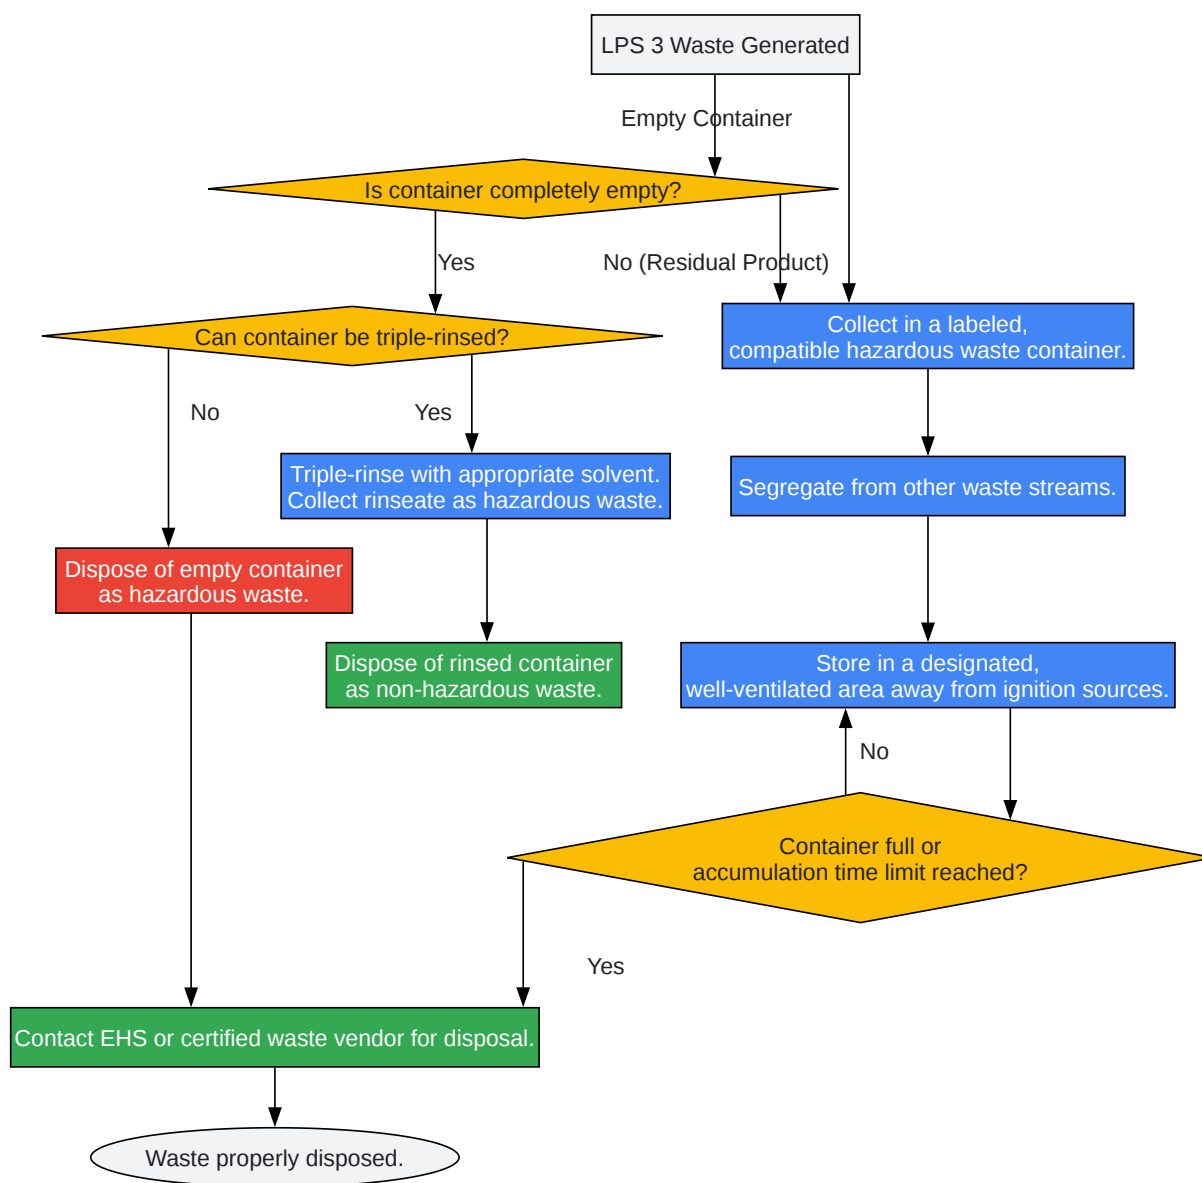 LPS 3 Waste Generated
Empty Container
Is container completely empty?
Yes
No (Residual Product)
Can container be triple-rinsed?
Collect in a labeled,
compatible hazardous waste container.
No
Yes
Triple-rinse with appropriate solvent.
Collect rinseate as hazardous waste.
Segregate from other waste streams.
Dispose of empty container
as hazardous waste.
Dispose of rinsed container
as non-hazardous waste.
Store in a designated,
well-ventilated area away from ignition sources.
No
Container full or
accumulation time limit reached?
Yes
Contact EHS or certified waste vendor for disposal.
Waste properly disposed.